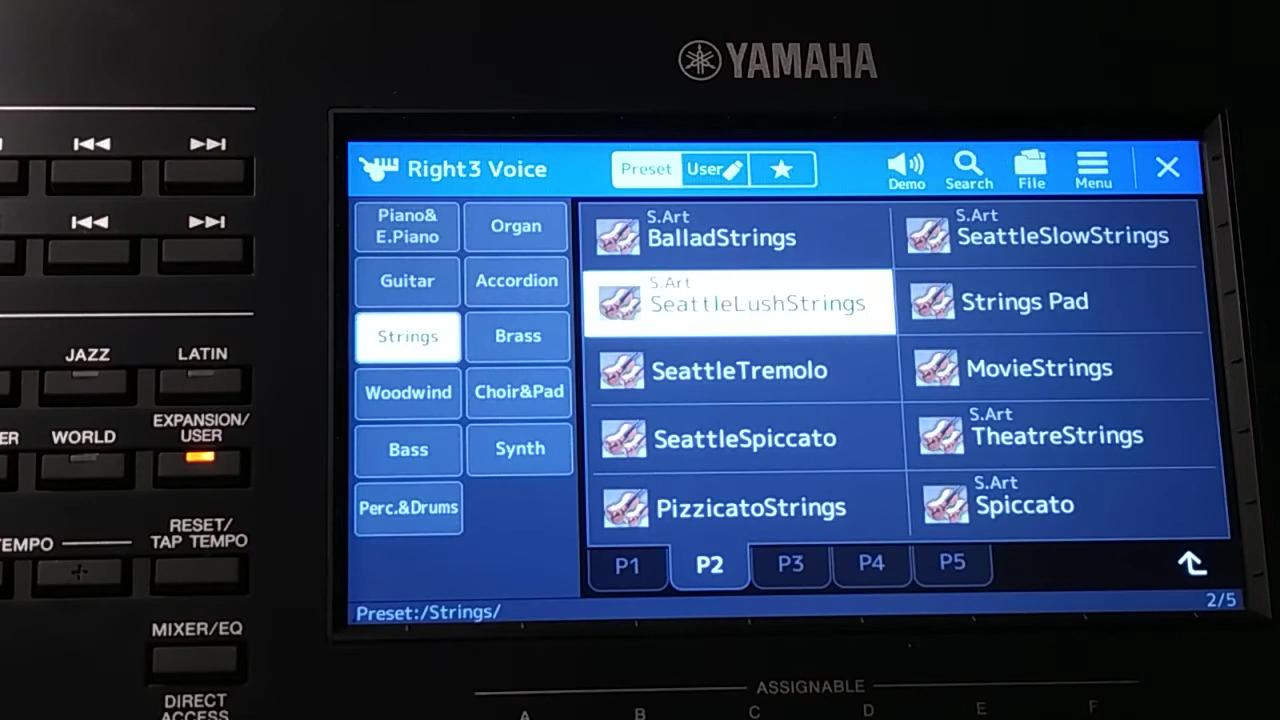 YAMAHA
Right3 Voice
Preset
User
Demo
Search
File
Menu
Piano&
E.Piano
Organ
Guitar
Accordion
Strings
Brass
Woodwind
Choir&Pad
Bass
Synth
Perc.&Drums
S.Art
BalladStrings
S.Art
SeattleSlowStrings
S.Art
SeattleLushStrings
Strings Pad
SeattleTremolo
MovieStrings
SeattleSpiccato
S.Art
TheatreStrings
PizzicatoStrings
S.Art
Spiccato
P1
P2
P3
P4
P5
Preset:/Strings/
2/5
JAZZ
LATIN
ER
WORLD
EXPANSION/
USER
TEMPO
+
RESET/
TAP TEMPO
MIXER/EQ
DIRECT
ACCESS
ASSIGNABLE
A
B
C
D
E
F